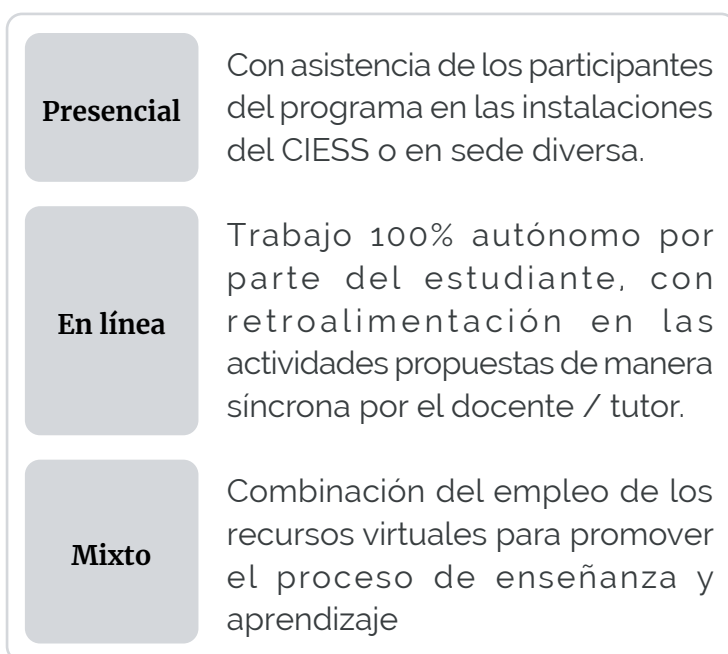 Presencial
Con asistencia de los participantes
del programa en las instalaciones
del CIESS o en sede diversa.
En línea
Trabajo 100% autónomo por
parte del estudiante, con
retroalimentación en las
actividades propuestas de manera
síncrona por el docente / tutor.
Mixto
Combinación del empleo de los
recursos virtuales para promover
el proceso de enseñanza y
aprendizaje